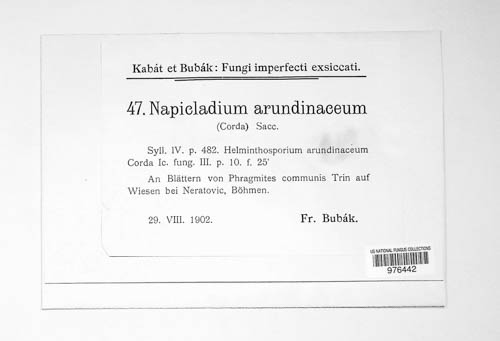 Kabát et Bubák: Fungi imperfecti exsiccati.
47. Napicladium arundinaceum
(Corda) Sacc.
Syll. IV. p. 482. Helminthosporium arundinaceum
Corda Ic. fung. III. p. 10. f. 25'
An Blättern von Phragmites communis Trin auf
Wiesen bei Neratovic, Böhmen.
29. VIII. 1902. Fr. Bubák.
US NATIONAL FUNGUS COLLECTIONS
976442